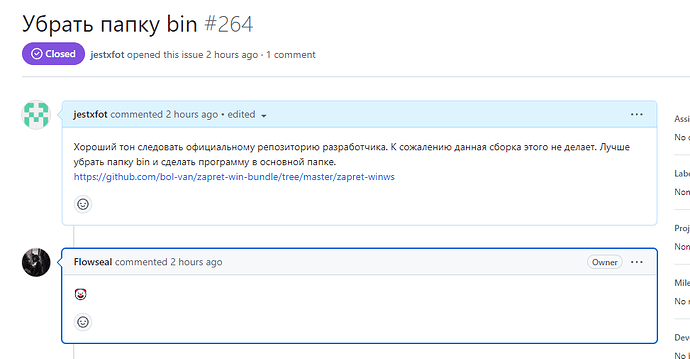 Убрать папку bin #264
Closed jestxfot opened this issue 2 hours ago · 1 comment
jestxfot commented 2 hours ago • edited
Хороший тон следовать официальному репозиторию разработчика. К сожалению данная сборка этого не делает. Лучше
убрать папку bin и сделать программу в основной папке.
https://github.com/bol-van/zapret-win-bundle/tree/master/zapret-winws
Assi
No
Label
Non
Flowseal commented 2 hours ago Owner
Proj
Non
Mile
No
Dev
No